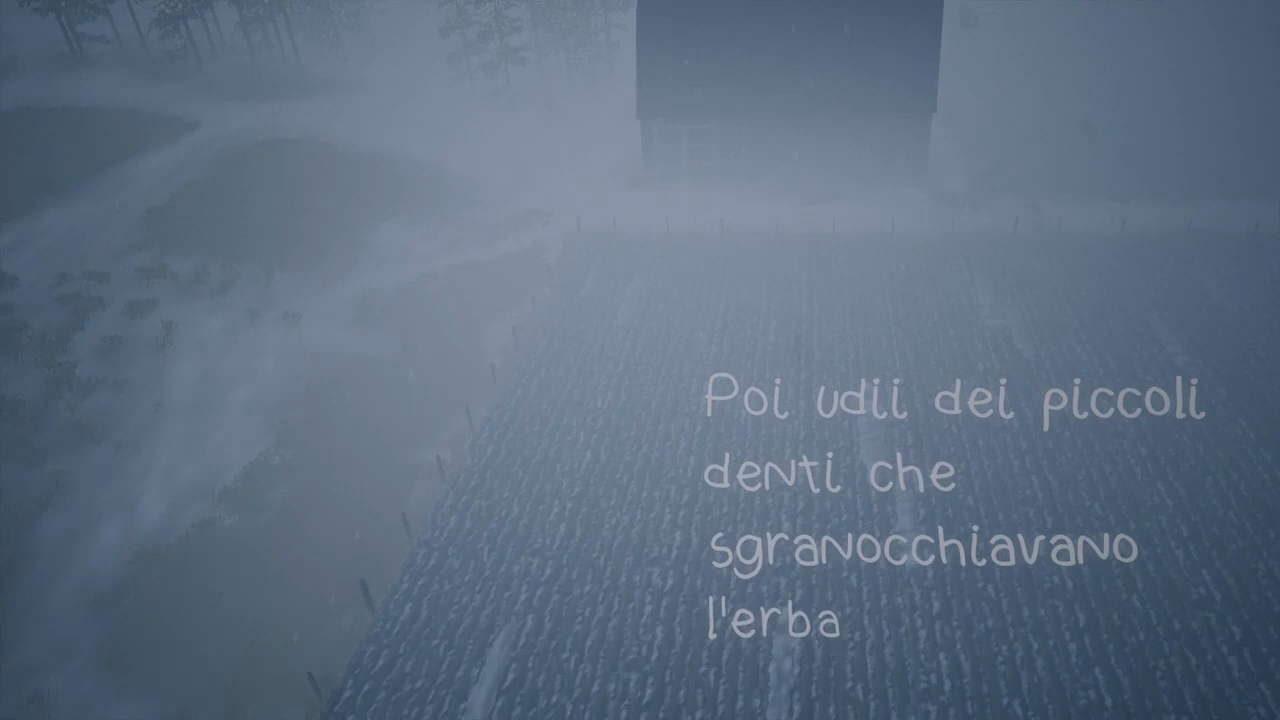 Poi udii dei piccoli
denti che
sgranocchiavano
l'erba